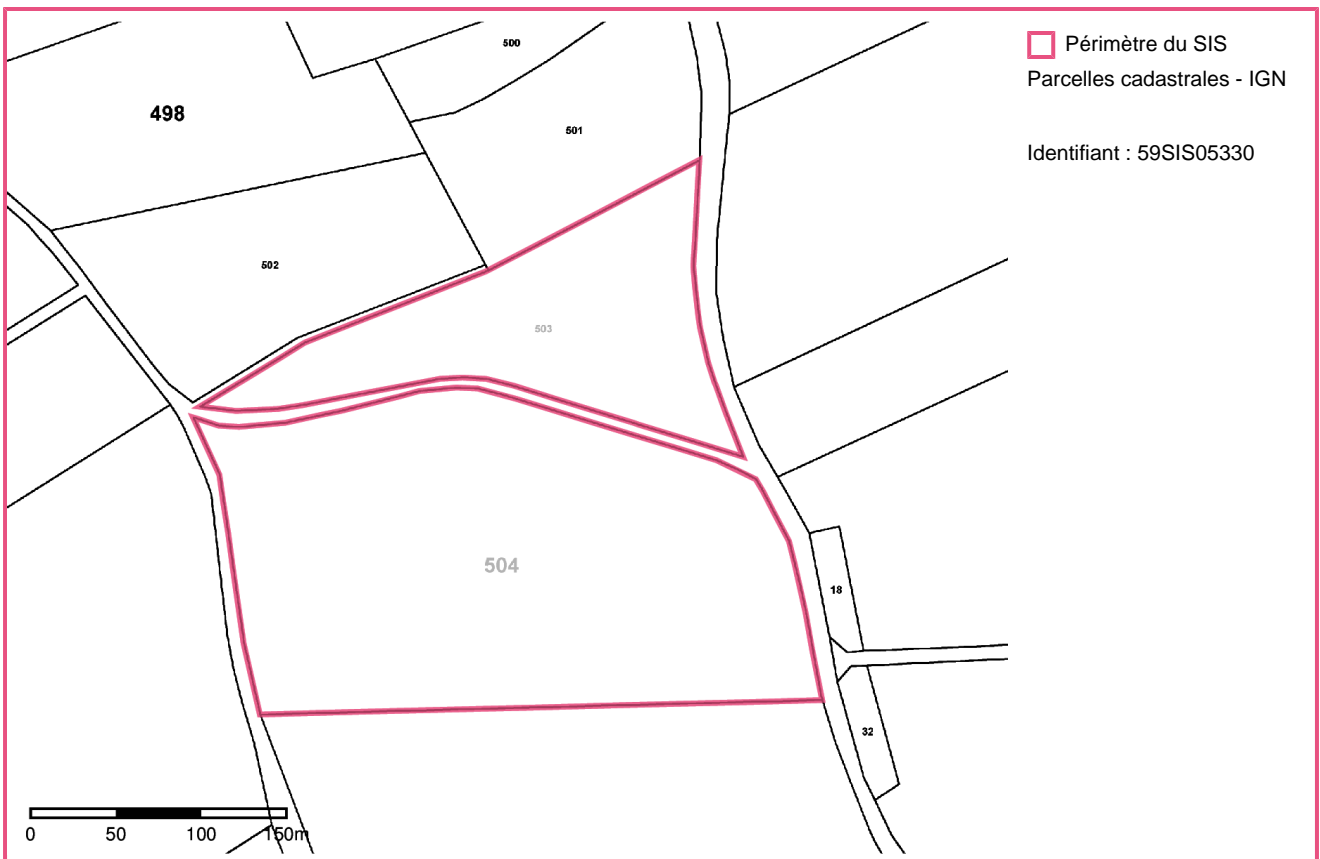 Périmètre du SIS
Parcelles cadastrales - IGN
Identifiant : 59SIS05330
500
498
501
502
503
504
18
32
0 50 100 150m